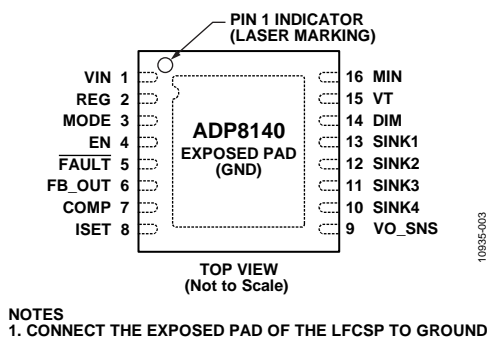 PIN 1 INDICATOR
(LASER MARKING)
VIN 1
REG 2
MODE 3
EN 4
FAULT 5
FB_OUT 6
COMP 7
ISET 8
ADP8140
EXPOSED PAD
(GND)
16 MIN
15 VT
14 DIM
13 SINK1
12 SINK2
11 SINK3
10 SINK4
9 VO_SNS
TOP VIEW
(Not to Scale)
10935-003
NOTES
1. CONNECT THE EXPOSED PAD OF THE LFCSP TO GROUND